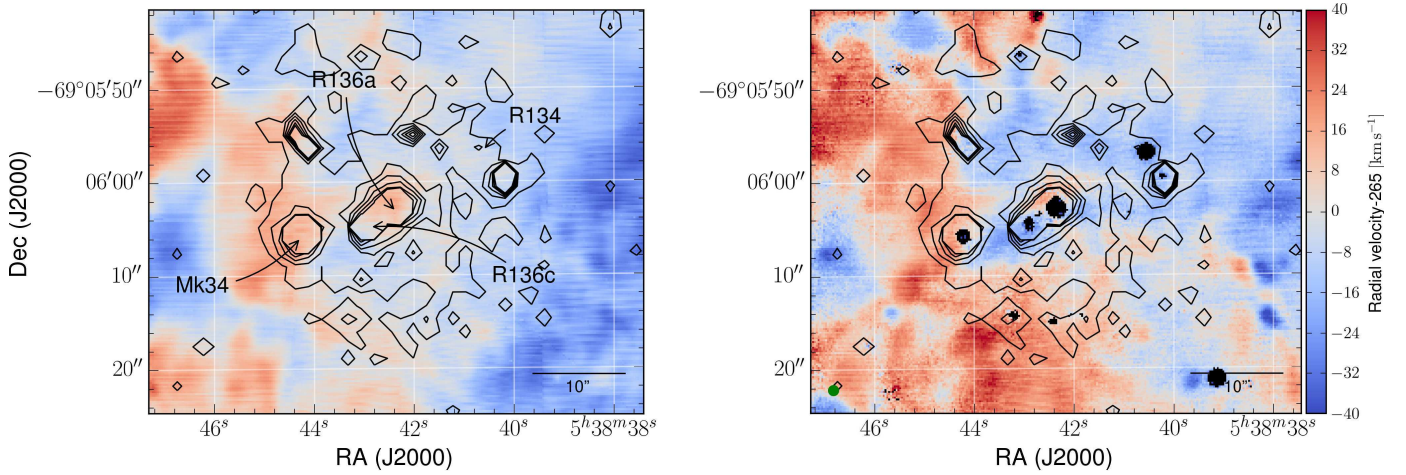 R136a
R134
R136c
Mk34
10"
−69°05′50″
06′00″
10″
20″
46ˢ
44ˢ
42ˢ
40ˢ
5ʰ38ᵐ38ˢ
Dec (J2000)
RA (J2000)
−69°05′50″
06′00″
10″
20″
10"
46ˢ
44ˢ
42ˢ
40ˢ
5ʰ38ᵐ38ˢ
RA (J2000)
40
32
24
16
8
0
−8
−16
−24
−32
−40
Radial velocity-265 [km s⁻¹]